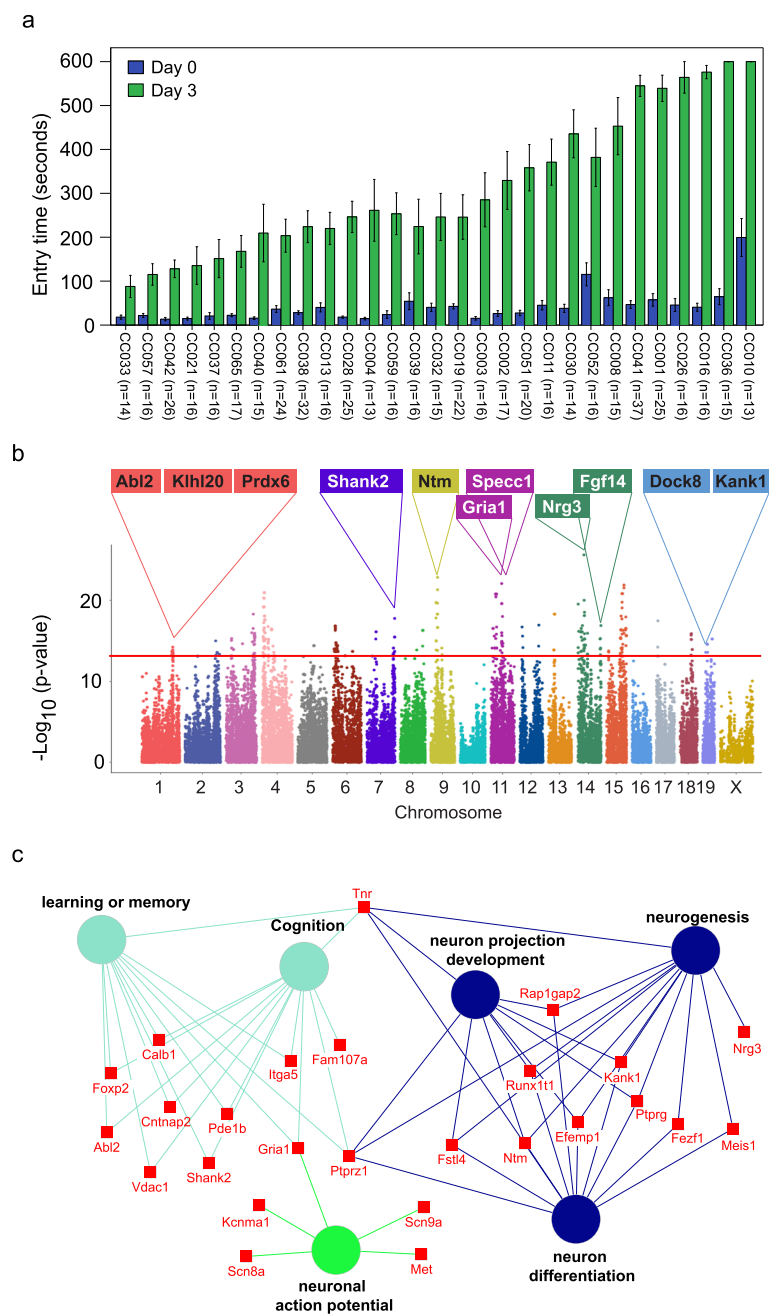 a
Day 0
Day 3
Entry time (seconds)
600
500
400
300
200
100
0
CC033 (n=14)
CC057 (n=16)
CC042 (n=26)
CC021 (n=16)
CC037 (n=16)
CC065 (n=17)
CC040 (n=15)
CC061 (n=24)
CC038 (n=32)
CC013 (n=16)
CC028 (n=25)
CC004 (n=13)
CC059 (n=16)
CC039 (n=16)
CC032 (n=15)
CC019 (n=22)
CC003 (n=16)
CC002 (n=17)
CC051 (n=20)
CC011 (n=16)
CC030 (n=14)
CC052 (n=16)
CC008 (n=15)
CC041 (n=37)
CC001 (n=25)
CC026 (n=16)
CC016 (n=16)
CC036 (n=15)
CC010 (n=13)
b
Abl2 Klhl20 Prdx6 Shank2 Ntm Specc1 Fgf14 Dock8 Kank1
Gria1 Nrg3
-Log10 (p-value)
20
10
0
1 2 3 4 5 6 7 8 9 10 11 12 13 14 15 16 17 18 19 X
Chromosome
c
learning or memory
Tnr
Cognition
neurogenesis
neuron projection
development
Rap1gap2
Nrg3
Calb1
Fam107a
Itga5
Foxp2
Runx1t1
Kank1
Cntnap2
Pde1b
Ptprg
Abl2
Gria1
Efemp1
Fezf1
Meis1
Vdac1
Shank2
Ptprz1
Fstl4
Ntm
Kcnma1
Scn9a
Scn8a
Met
neuronal
action potential
neuron
differentiation